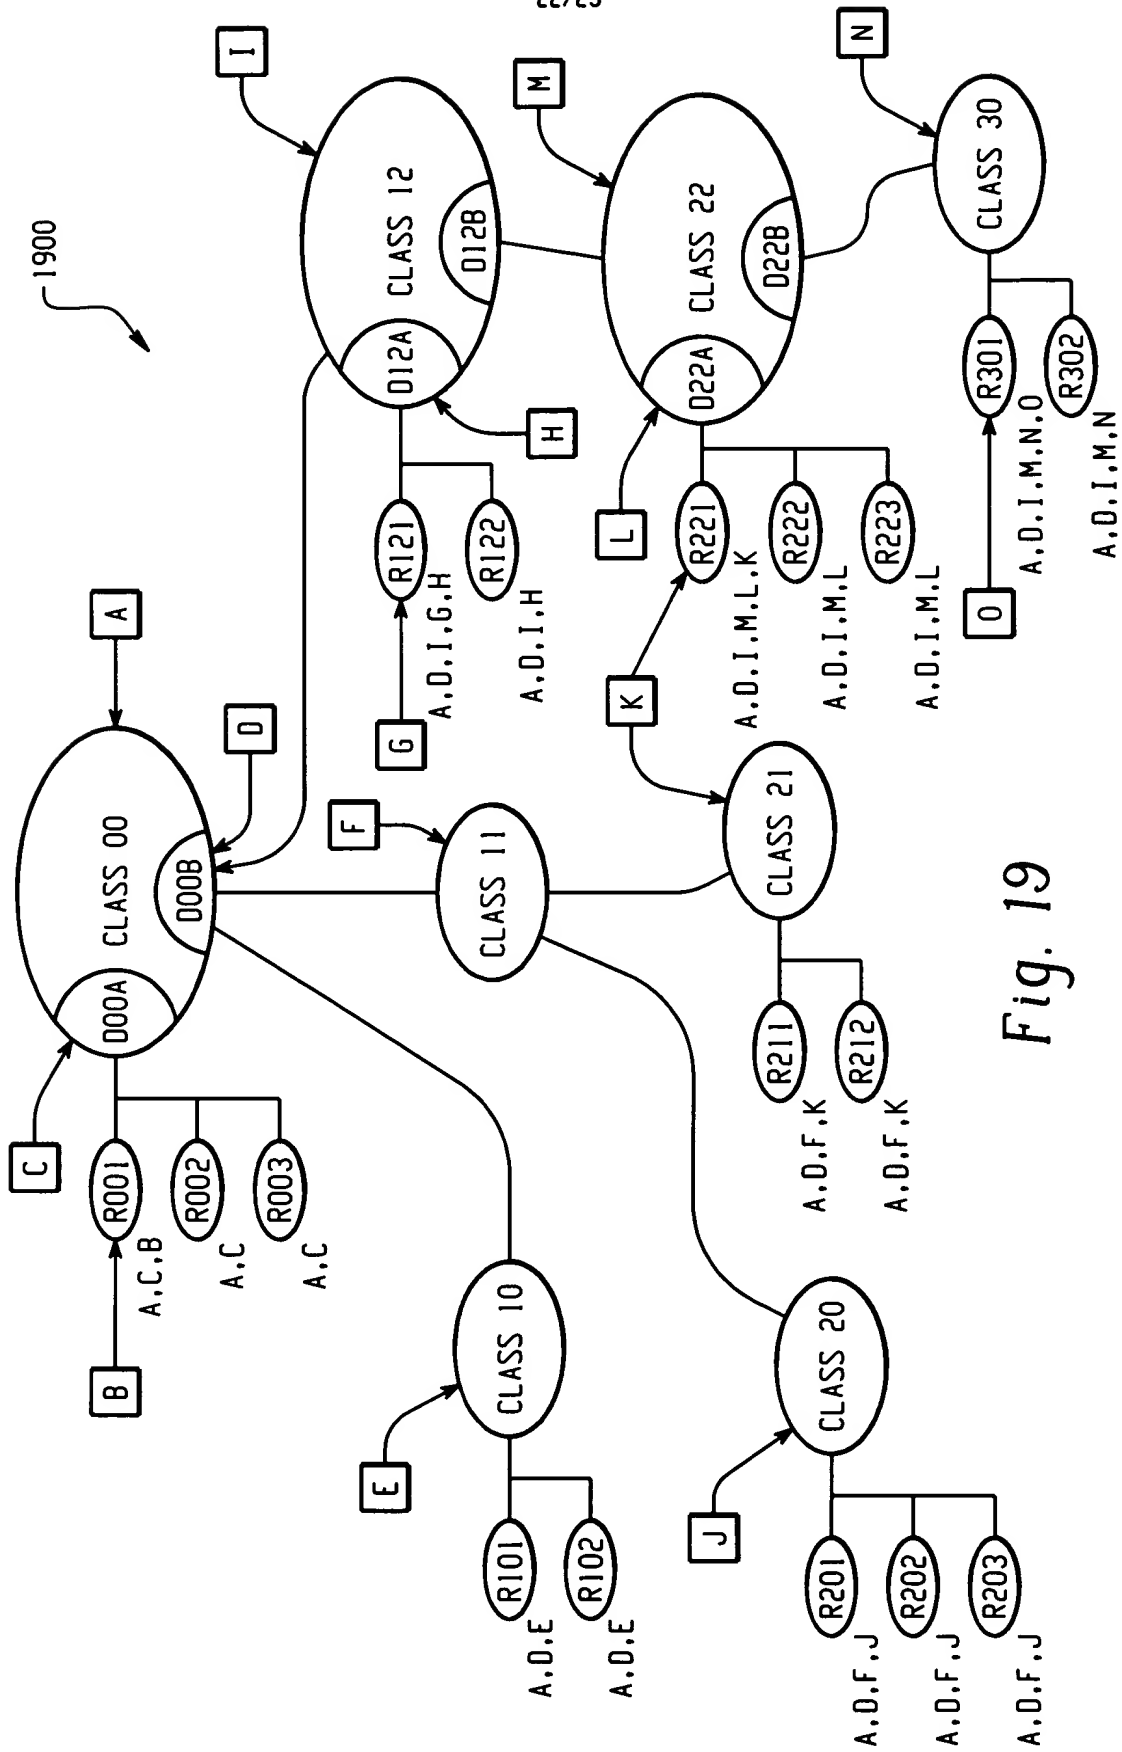 1900
C
A
B
R001
A,C,B
D00A
CLASS 00
D00B
R002
A,C
R003
A,C
D
I
F
E
R101
A,D,E
R102
A,D,E
CLASS 10
CLASS 11
G
R121
A,D,I,G,H
R122
A,D,I,H
D12A
CLASS 12
D12B
H
M
J
K
L
R221
A,D,I,M,L,K
R222
A,D,I,M,L
R223
A,D,I,M,L
D22A
CLASS 22
D22B
N
R201
A,D,F,J
R202
A,D,F,J
R203
A,D,F,J
CLASS 20
R211
A,D,F,K
R212
A,D,F,K
CLASS 21
O
R301
A,D,I,M,N,O
R302
A,D,I,M,N
CLASS 30
Fig. 19